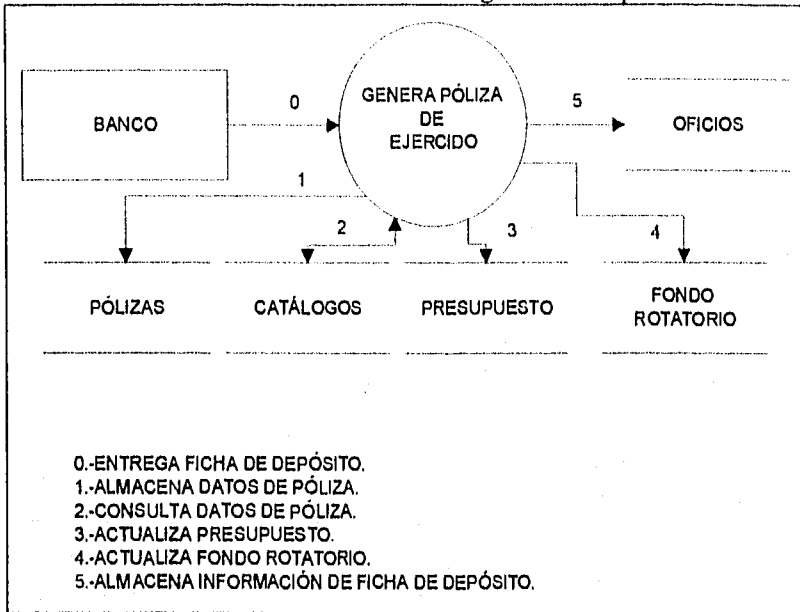 0
GENERA PÓLIZA
DE
EJERCIDO
5
BANCO
OFICIOS
1
2
3
4
PÓLIZAS
CATÁLOGOS
PRESUPUESTO
FONDO
ROTATORIO
0.-ENTREGA FICHA DE DEPÓSITO.
1.-ALMACENA DATOS DE PÓLIZA.
2.-CONSULTA DATOS DE PÓLIZA.
3.-ACTUALIZA PRESUPUESTO.
4.-ACTUALIZA FONDO ROTATORIO.
5.-ALMACENA INFORMACIÓN DE FICHA DE DEPÓSITO.